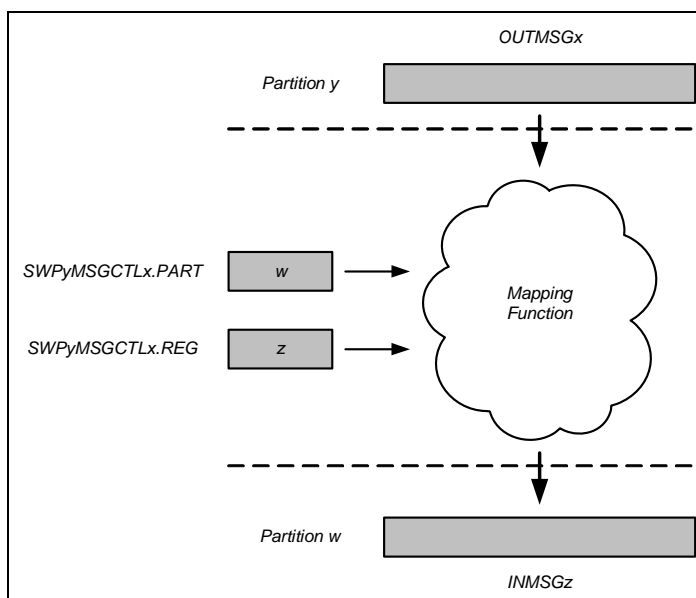 OUTMSGx
Partition y
SWPyMSGCTLx.PART
w
Mapping
Function
SWPyMSGCTLx.REG
z
Partition w
INMSGz